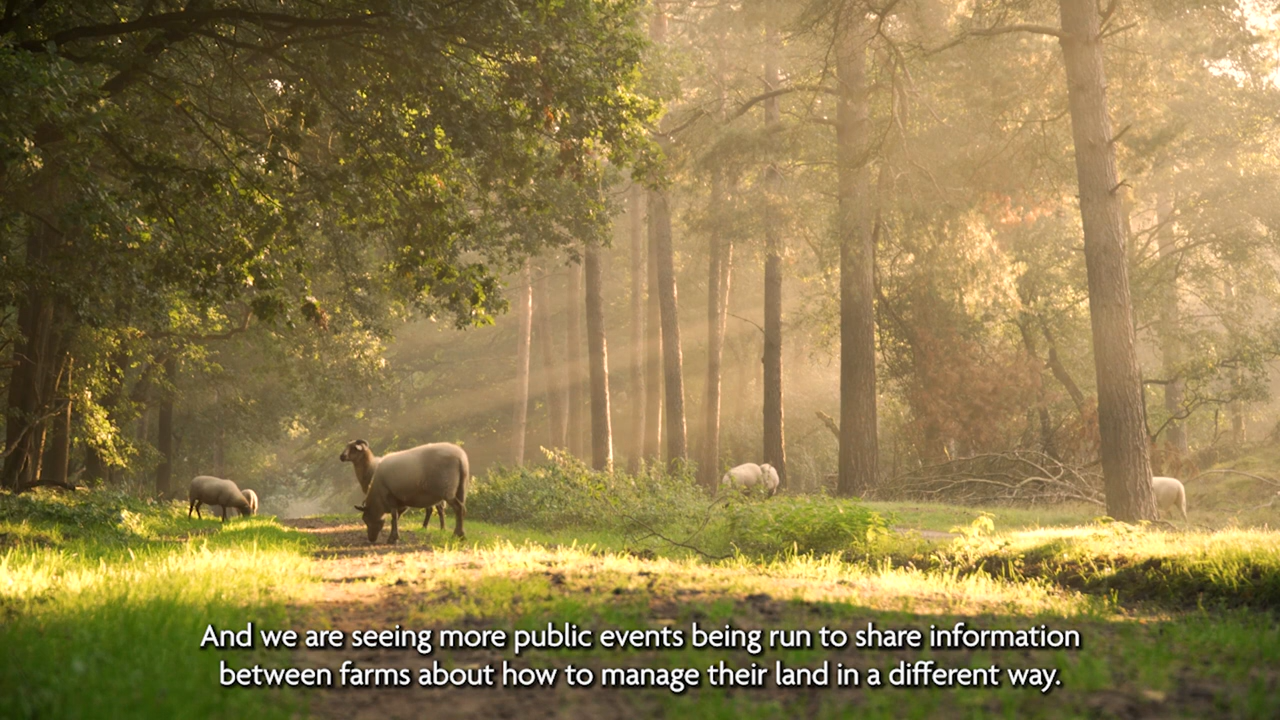 And we are seeing more public events being run to share information
between farms about how to manage their land in a different way.